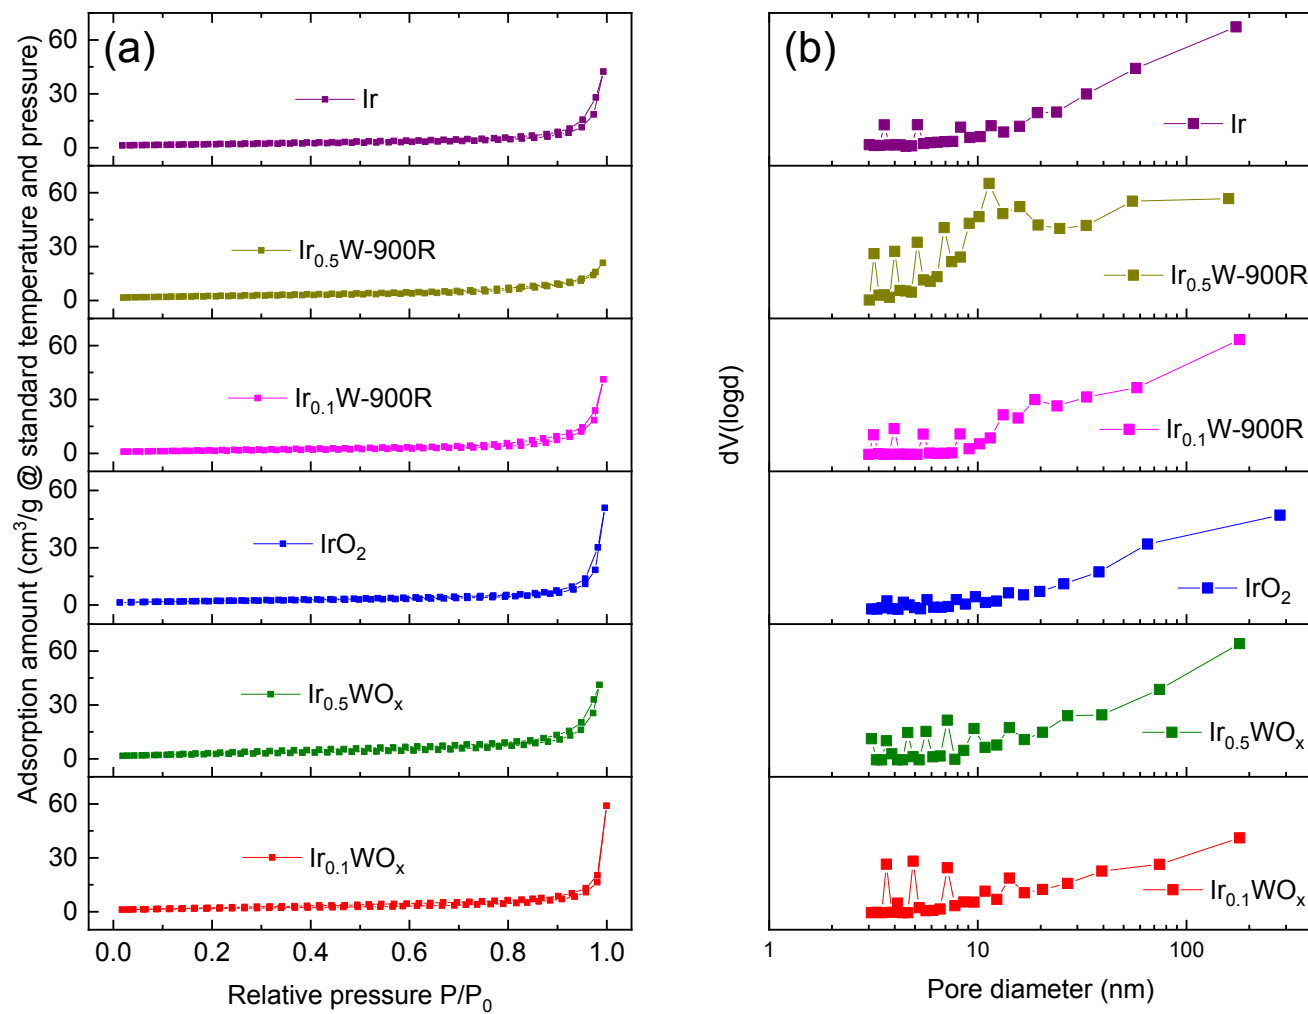 Adsorption amount (cm³/g @ standard temperature and pressure)
(a)
60
30
0
Ir
60
30
0
Ir₀.₅W-900R
60
30
0
Ir₀.₁W-900R
60
30
0
IrO₂
60
30
0
Ir₀.₅WOₓ
60
30
0
Ir₀.₁WOₓ
0.0 0.2 0.4 0.6 0.8 1.0
Relative pressure P/P₀
dV(logd)
(b)
Ir
Ir₀.₅W-900R
Ir₀.₁W-900R
IrO₂
Ir₀.₅WOₓ
Ir₀.₁WOₓ
1 10 100
Pore diameter (nm)